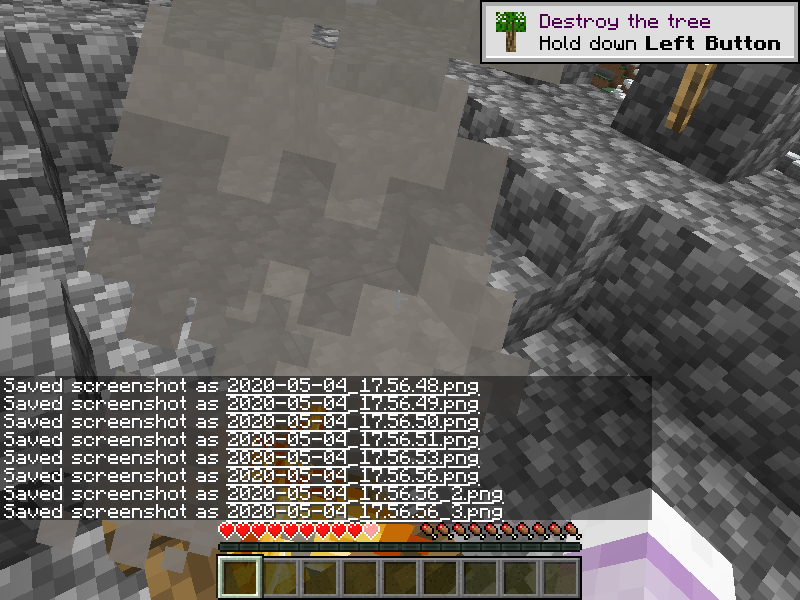 Destroy the tree
Hold down Left Button
Saved screenshot as 2020-05-04_17.56.48.png
Saved screenshot as 2020-05-04_17.56.49.png
Saved screenshot as 2020-05-04_17.56.50.png
Saved screenshot as 2020-05-04_17.56.51.png
Saved screenshot as 2020-05-04_17.56.53.png
Saved screenshot as 2020-05-04_17.56.56.png
Saved screenshot as 2020-05-04_17.56.56_2.png
Saved screenshot as 2020-05-04_17.56.56_3.png